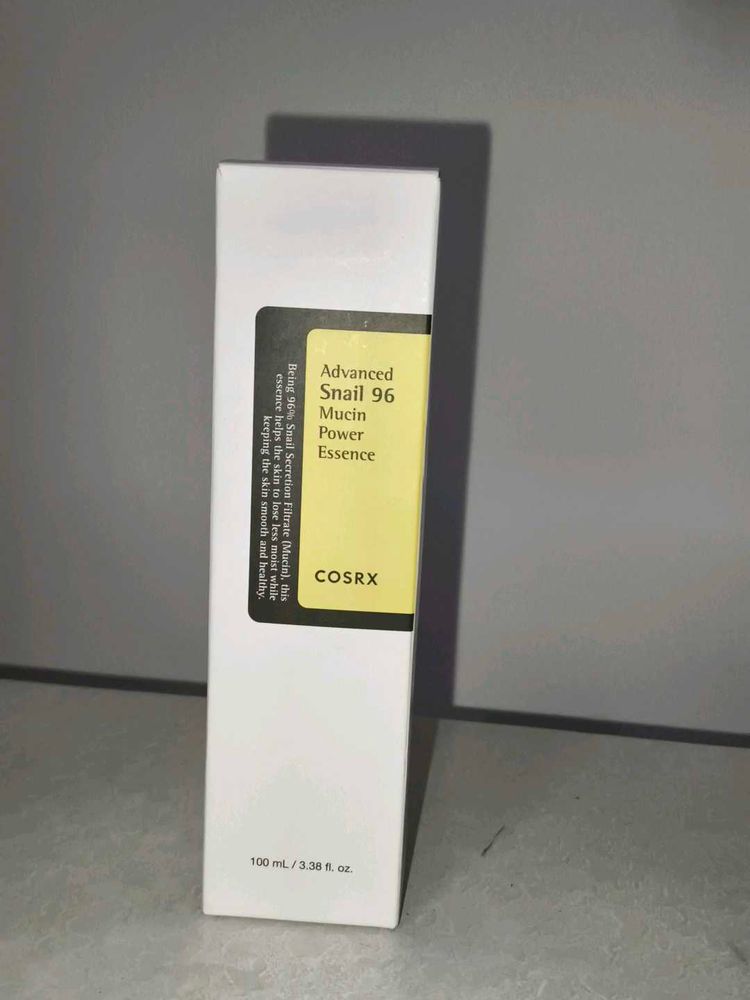 Advanced
Snail 96
Mucin
Power
Essence
COSRX
Being 96% Snail Secretion Filtrate (Mucin), this
essence helps the skin to lose less moist while
keeping the skin smooth and healthy.
100 mL / 3.38 fl. oz.